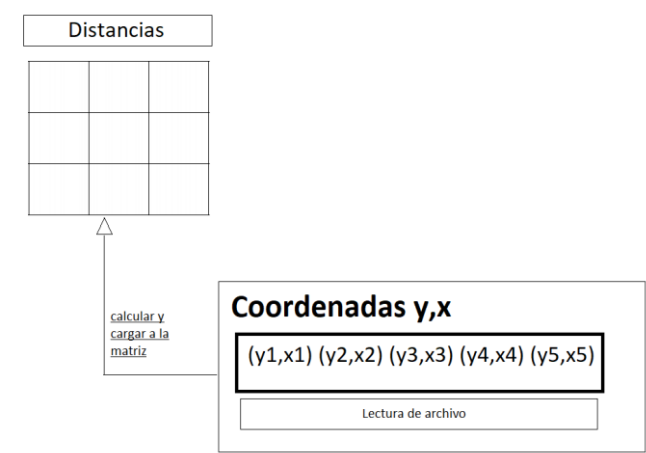 Distancias
calcular y
cargar a la
matriz
Coordenadas y,x
(y1,x1) (y2,x2) (y3,x3) (y4,x4) (y5,x5)
Lectura de archivo